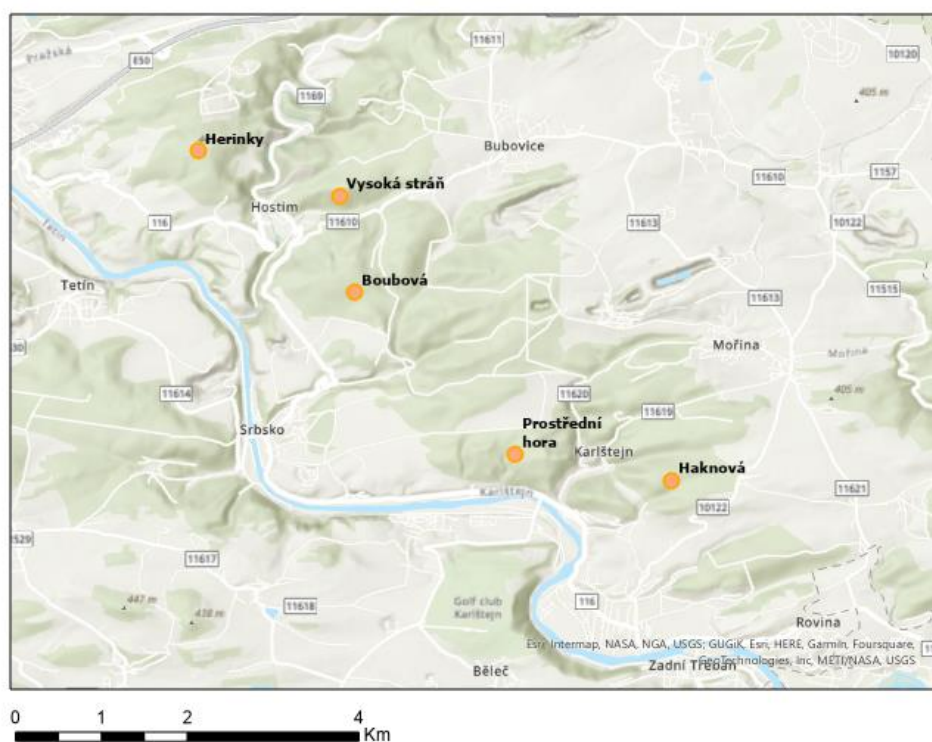 Pražská
E50
11611
10120
405 m
1169
Herinky
Bubovice
Vysoká stráň
11610
1157
Hostim
116
11610
11613
10122
Tetín
Boubová
11613
11515
Mořina
Mořina
30
11614
11620
405 m
11619
Srbsko
Prostřední
hora
Karlštejn
Haknová
Karlštejn
10122
11621
529
11617
447 m
438 m
11618
Golf club
Karlštejn
116
Rovina
Esri, Intermap, NASA, NGA, USGS; GUGiK, Esri, HERE, Garmin, Foursquare,
GeoTechnologies, Inc, METI/NASA, USGS
Běleč
Zadní Třebaň
11
0 1 2 4
Km